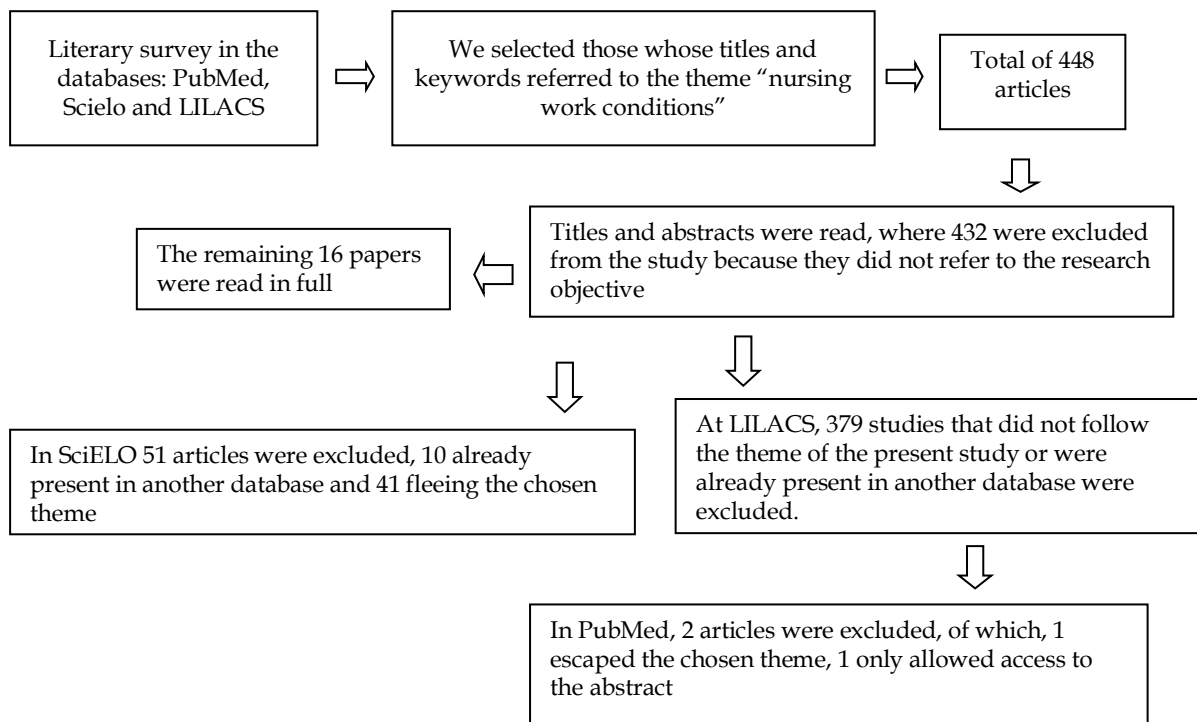 Literary survey in the
databases: PubMed,
Scielo and LILACS
We selected those whose titles and
keywords referred to the theme “nursing
work conditions”
Total of 448
articles
Titles and abstracts were read, where 432 were excluded
from the study because they did not refer to the research
objective
The remaining 16 papers
were read in full
In SciELO 51 articles were excluded, 10 already
present in another database and 41 fleeing the chosen
theme
At LILACS, 379 studies that did not follow
the theme of the present study or were
already present in another database were
excluded.
In PubMed, 2 articles were excluded, of which, 1
escaped the chosen theme, 1 only allowed access to
the abstract